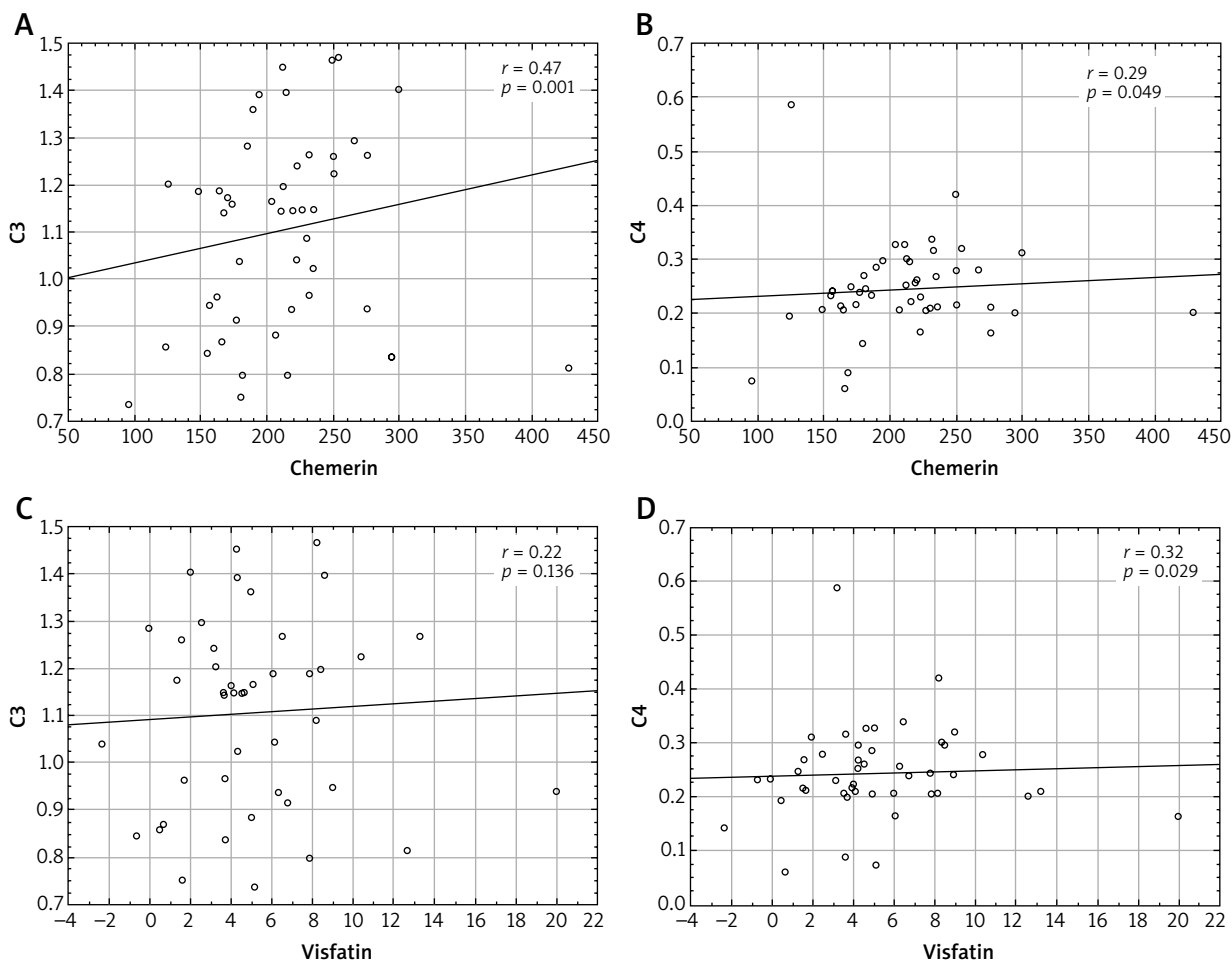 A
r = 0.47
p = 0.001
C3
1.5
1.4
1.3
1.2
1.1
1.0
0.9
0.8
0.7
50 100 150 200 250 300 350 400 450
Chemerin
B
r = 0.29
p = 0.049
C4
0.7
0.6
0.5
0.4
0.3
0.2
0.1
0.0
50 100 150 200 250 300 350 400 450
Chemerin
C
r = 0.22
p = 0.136
C3
1.5
1.4
1.3
1.2
1.1
1.0
0.9
0.8
0.7
−4 −2 0 2 4 6 8 10 12 14 16 18 20 22
Visfatin
D
r = 0.32
p = 0.029
C4
0.7
0.6
0.5
0.4
0.3
0.2
0.1
0.0
−4 −2 0 2 4 6 8 10 12 14 16 18 20 22
Visfatin